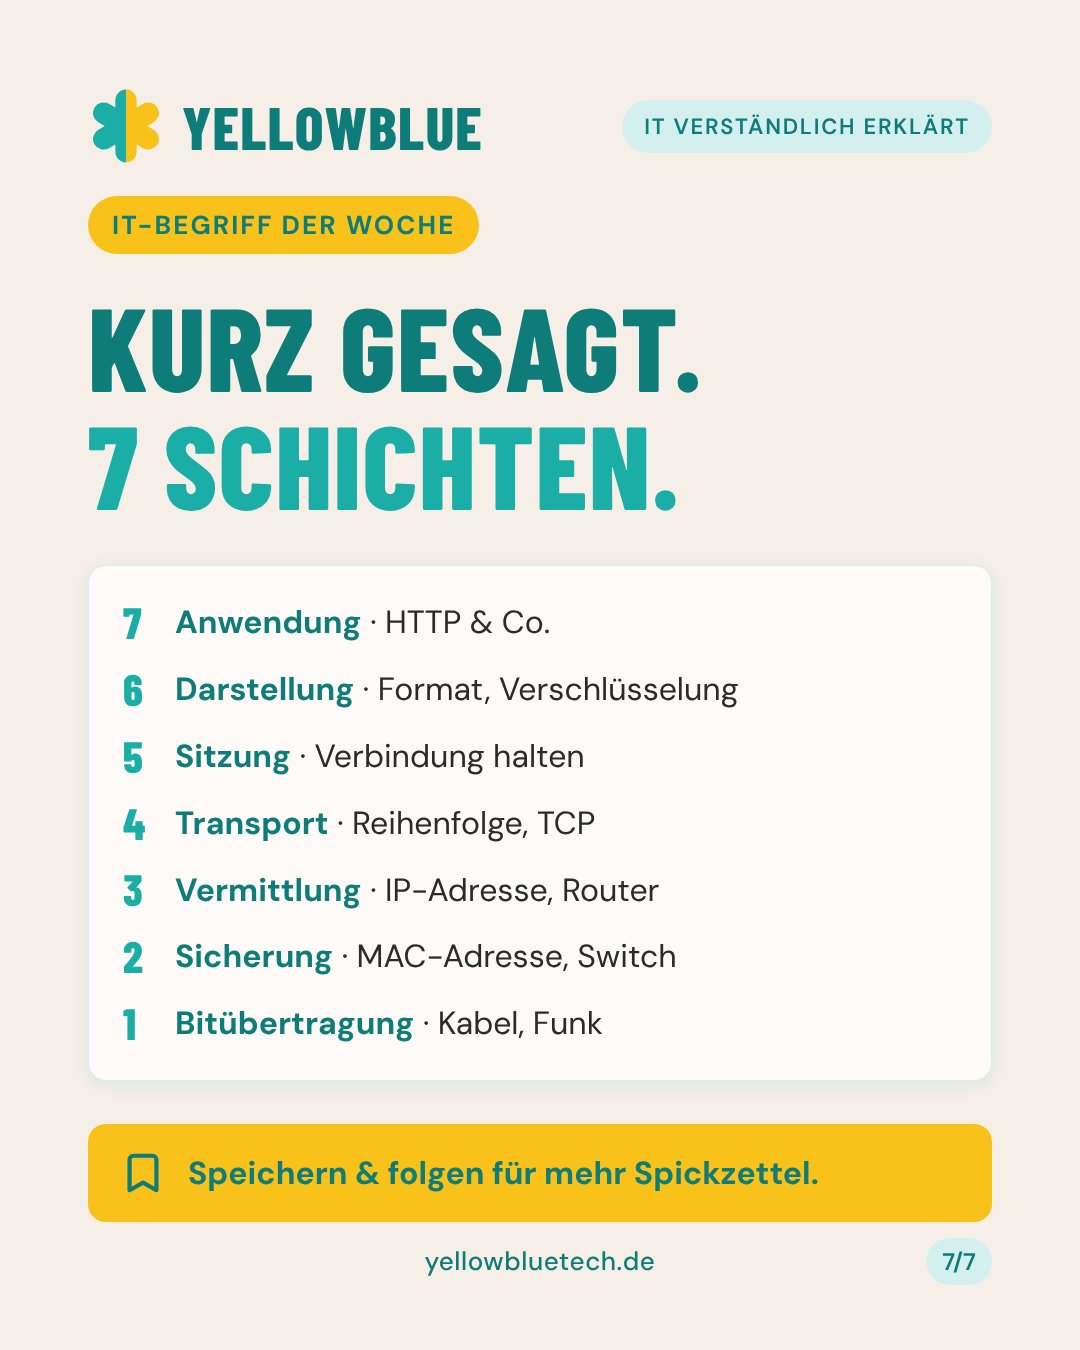 YELLOWBLUE
IT VERSTÄNDLICH ERKLÄRT
IT-BEGRIFF DER WOCHE
KURZ GESAGT.
7 SCHICHTEN.
7 Anwendung · HTTP & Co.
6 Darstellung · Format, Verschlüsselung
5 Sitzung · Verbindung halten
4 Transport · Reihenfolge, TCP
3 Vermittlung · IP-Adresse, Router
2 Sicherung · MAC-Adresse, Switch
1 Bitübertragung · Kabel, Funk
Speichern & folgen für mehr Spickzettel.
yellowbluetech.de
7/7